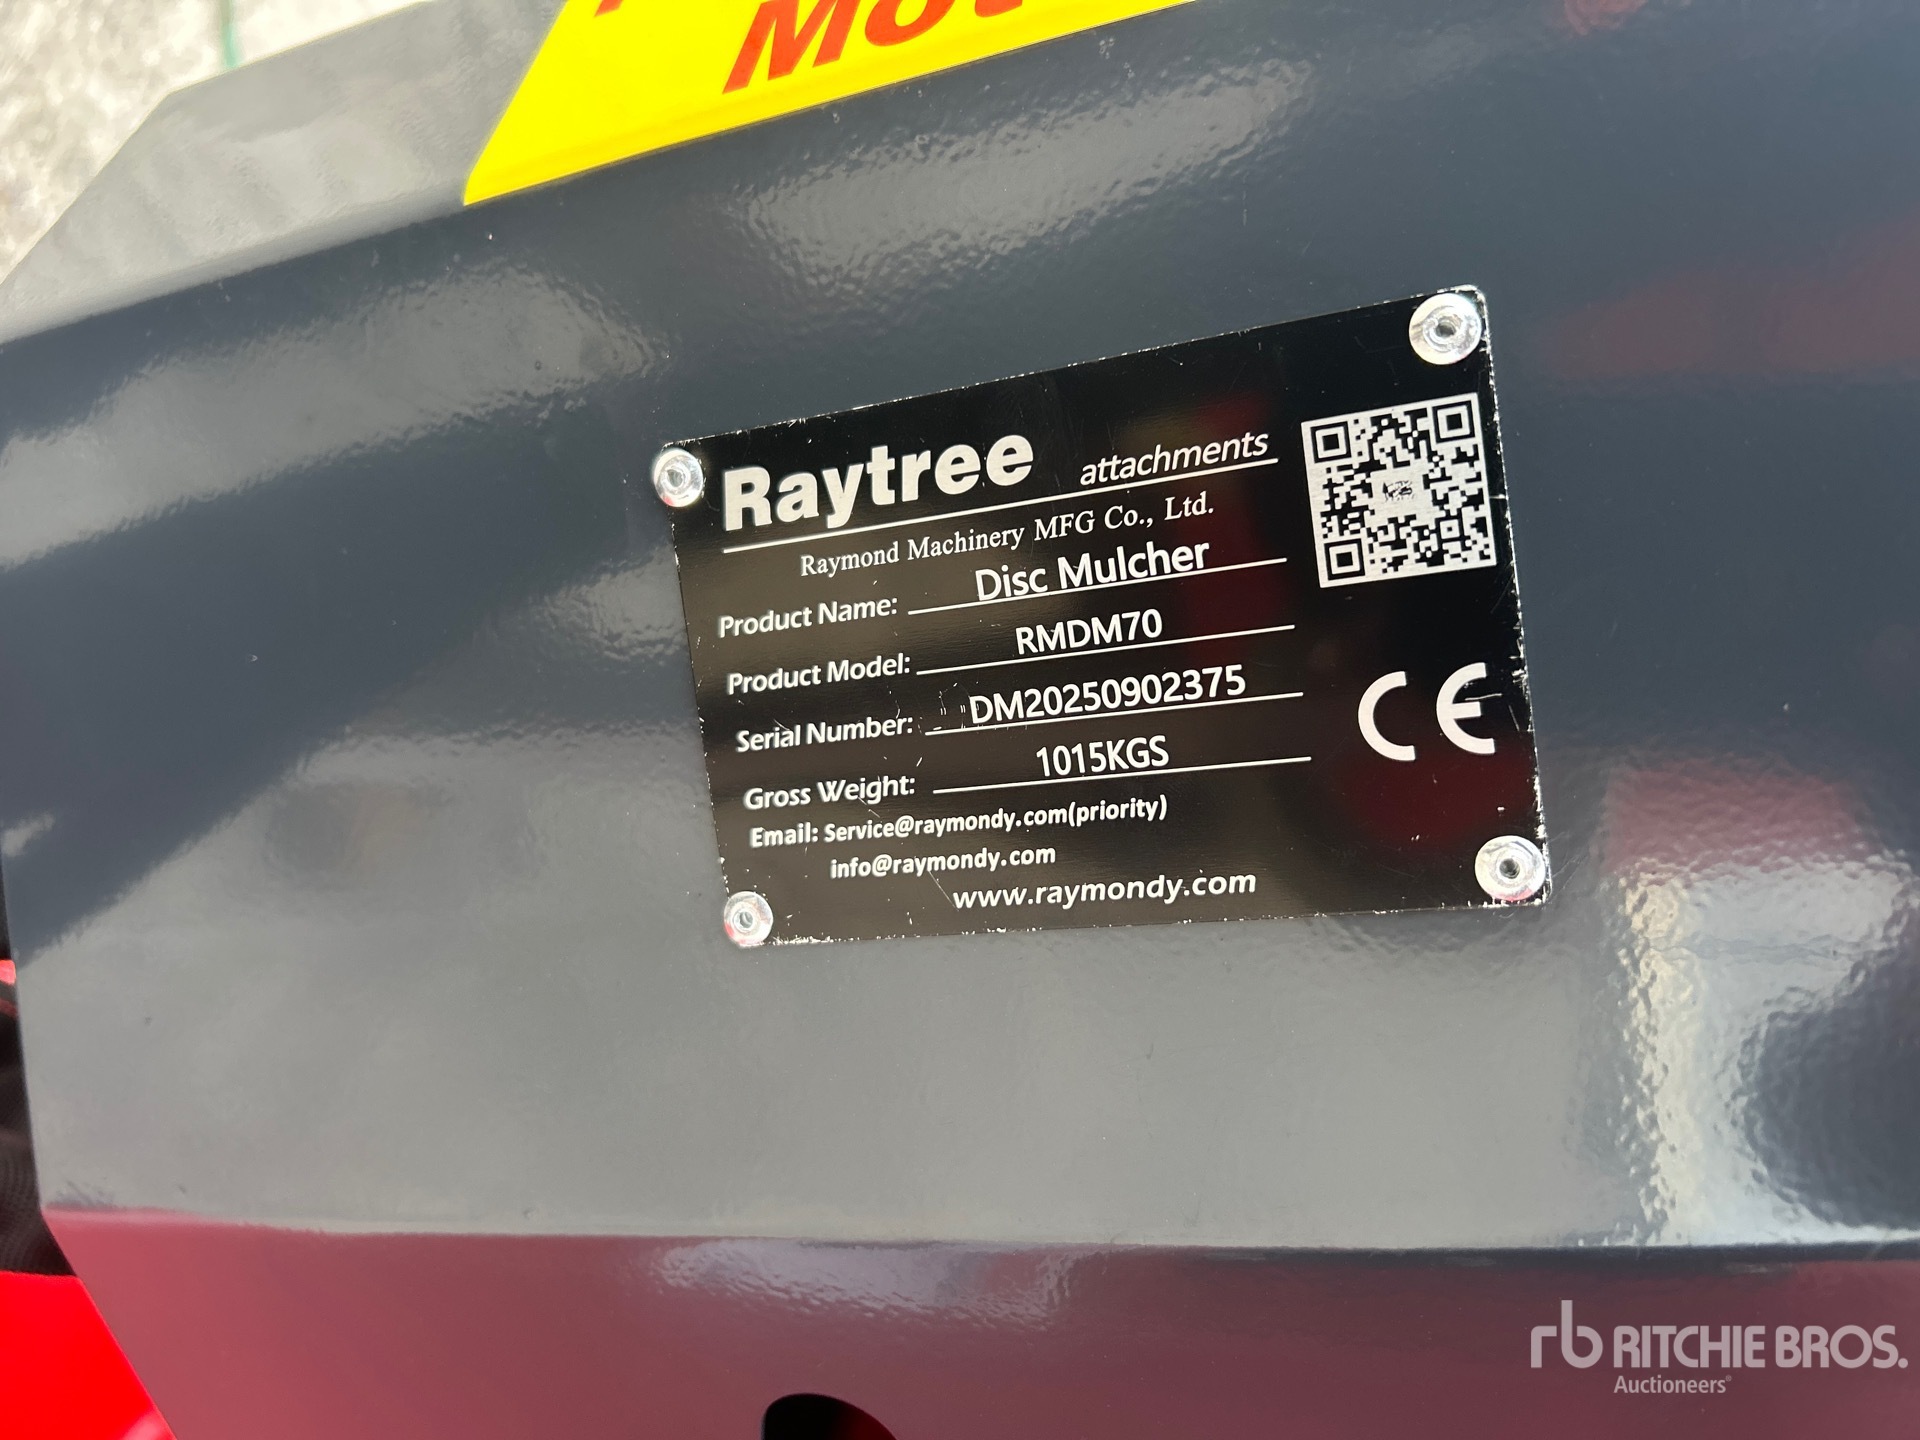 Raytree attachments
Raymond Machinery MFG Co., Ltd.
Product Name: Disc Mulcher
Product Model: RMDM70
Serial Number: DM20250902375
Gross Weight: 1015KGS
Email: Service@raymondy.com(priority)
info@raymondy.com
www.raymondy.com
CE
rb RITCHIE BROS.
Auctioneers®